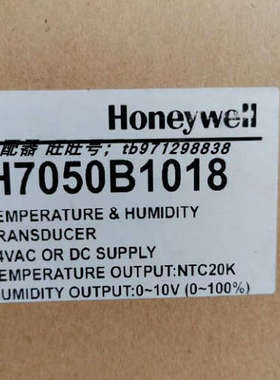 Honeywell
配器 旺旺号; tb971298838
H7050B1018
EMPERATURE & HUMIDITY
RANSDUCER
4VAC OR DC SUPPLY
EMPERATURE OUTPUT:NTC20K
UMIDITY OUTPUT:0~10V (0~100%)